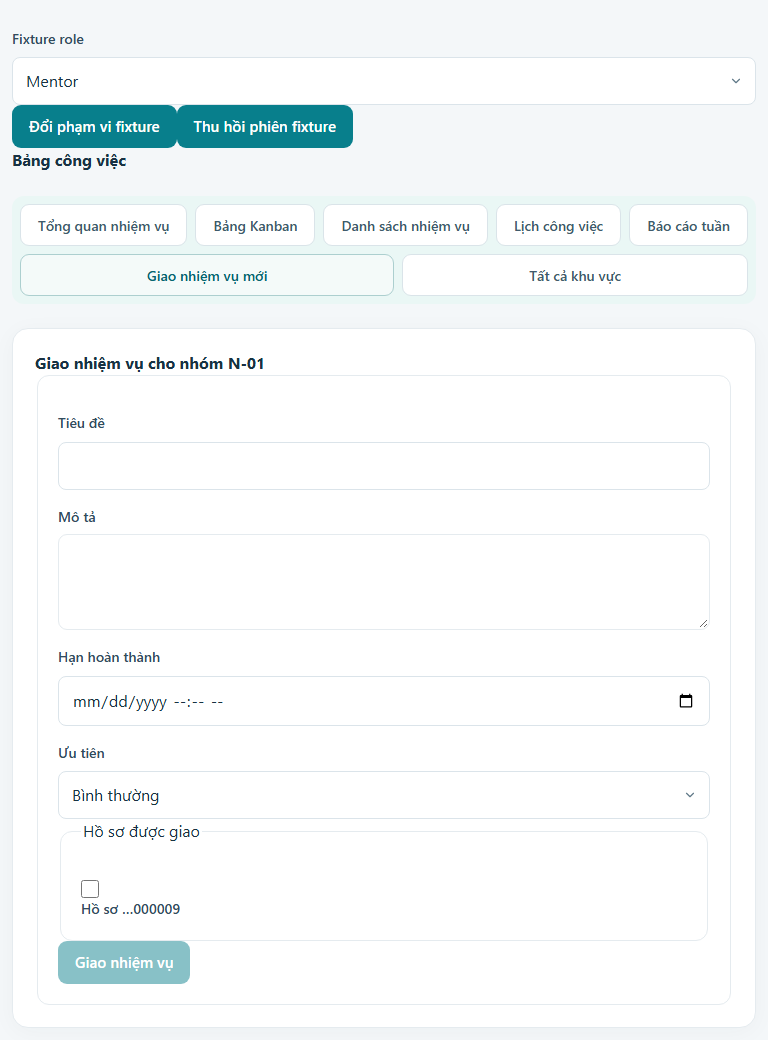 Fixture role
Mentor
Đổi phạm vi fixture Thu hồi phiên fixture
Bảng công việc
Tổng quan nhiệm vụ Bảng Kanban Danh sách nhiệm vụ Lịch công việc Báo cáo tuần
Giao nhiệm vụ mới Tất cả khu vực
Giao nhiệm vụ cho nhóm N-01
Tiêu đề
Mô tả
Hạn hoàn thành
mm/dd/yyyy --:-- --
Ưu tiên
Bình thường
Hồ sơ được giao
Hồ sơ ...000009
Giao nhiệm vụ